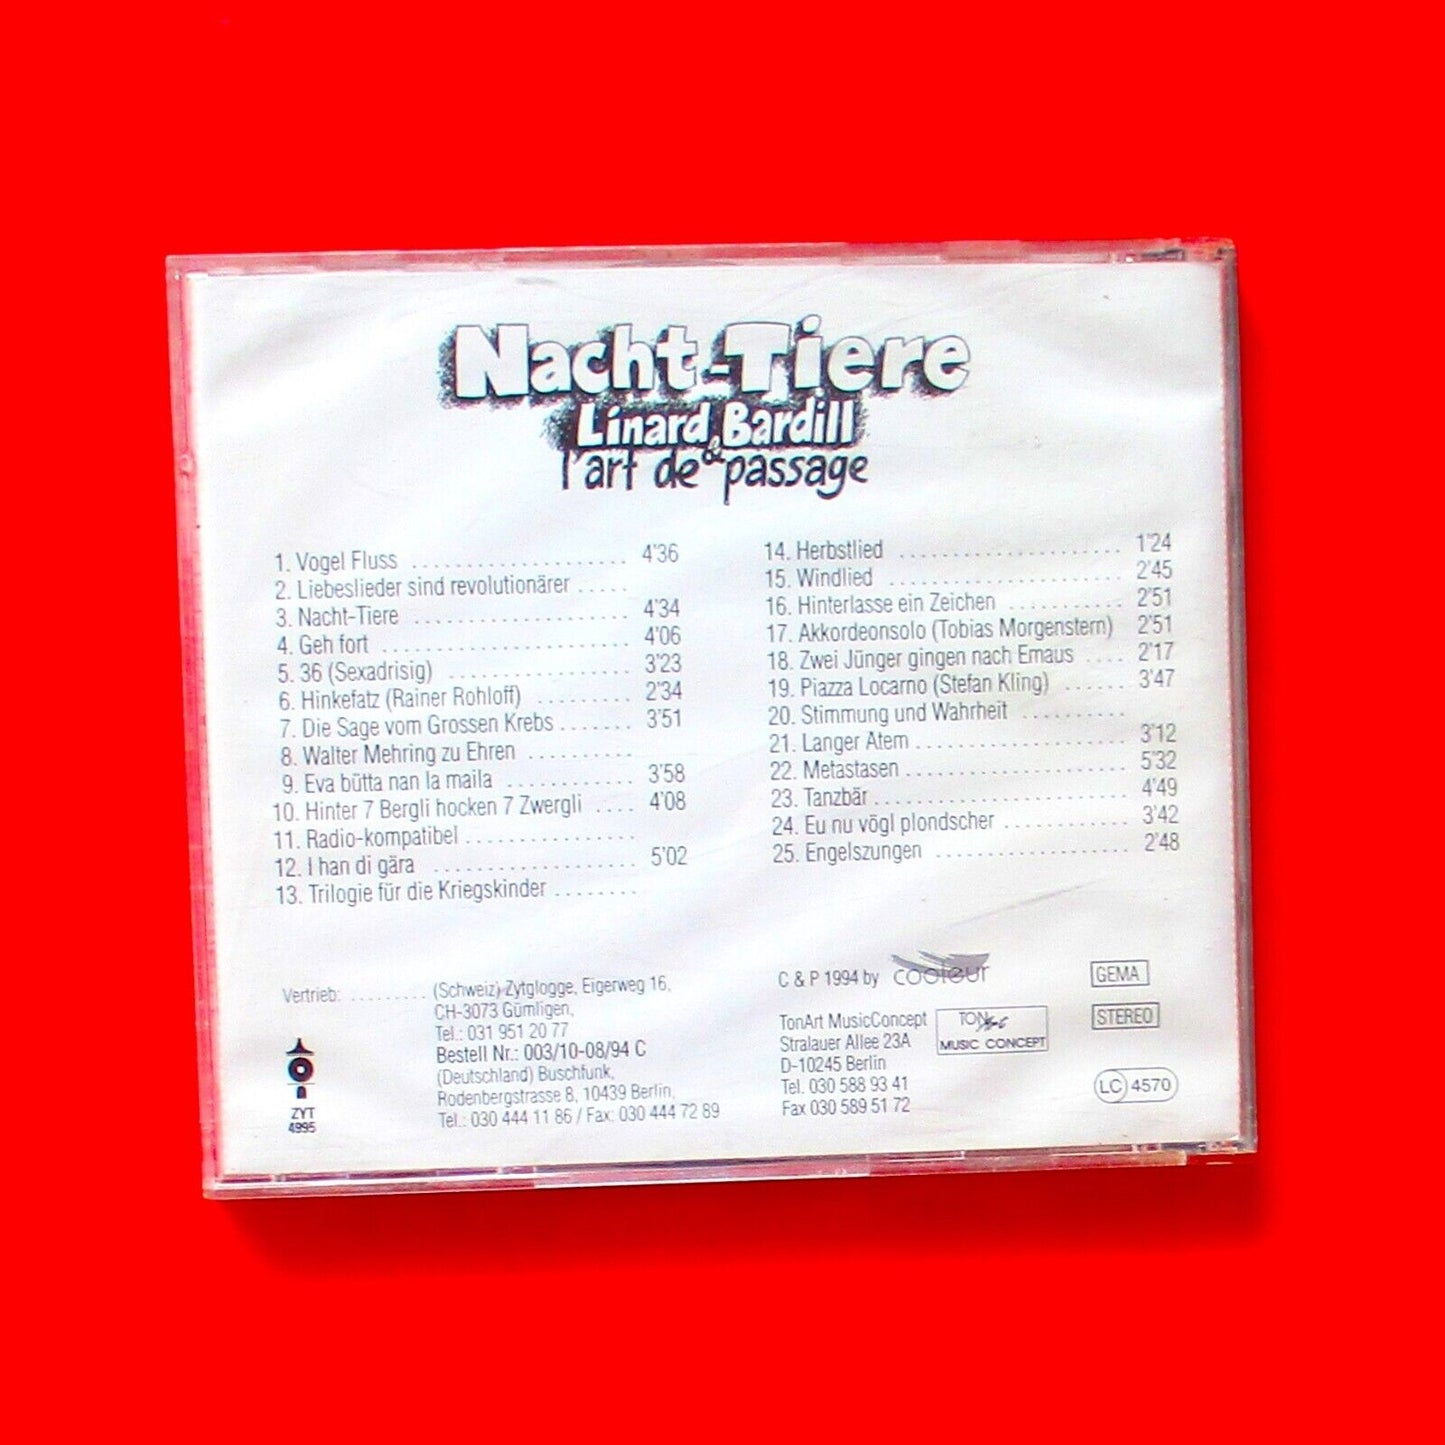 Nacht-Tiere
Linard Bardill
&
l'art de passage
1. Vogel Fluss ..................... 4'36
2. Liebeslieder sind revolutionärer .....
3. Nacht-Tiere ..................... 4'34
4. Geh fort ........................ 4'06
5. 36 (Sexadrisig) .................. 3'23
6. Hinkefatz (Rainer Rohloff) ......... 2'34
7. Die Sage vom Grossen Krebs ....... 3'51
8. Walter Mehring zu Ehren ..........
9. Eva bütta nan la maila ............ 3'58
10. Hinter 7 Bergli hocken 7 Zwergli .... 4'08
11. Radio-kompatibel ................
12. I han di gära .................... 5'02
13. Trilogie für die Kriegskinder ........
14. Herbstlied ...................... 1'24
15. Windlied ....................... 2'45
16. Hinterlasse ein Zeichen ........... 2'51
17. Akkordeonsolo (Tobias Morgenstern) 2'51
18. Zwei Jünger gingen nach Emaus .... 2'17
19. Piazza Locarno (Stefan Kling) ...... 3'47
20. Stimmung und Wahrheit ..........
21. Langer Atem ..................... 3'12
22. Metastasen ...................... 5'32
23. Tanzbär ......................... 4'49
24. Eu nu vögl plondscher ............ 3'42
25. Engelszungen ................... 2'48
Vertrieb: ......... (Schweiz) Zytglogge, Eigerweg 16,
CH-3073 Gümligen,
Tel.: 031 951 20 77
Bestell Nr.: 003/10-08/94 C
(Deutschland) Buschfunk,
Rodenbergstrasse 8, 10439 Berlin,
Tel.: 030 444 11 86 / Fax: 030 444 72 89
ZYT
4995
C & P 1994 by cooleur
TonArt MusicConcept
Stralauer Allee 23A
D-10245 Berlin
Tel. 030 588 93 41
Fax 030 589 51 72
TON
MUSIC CONCEPT
GEMA
STEREO
LC 4570